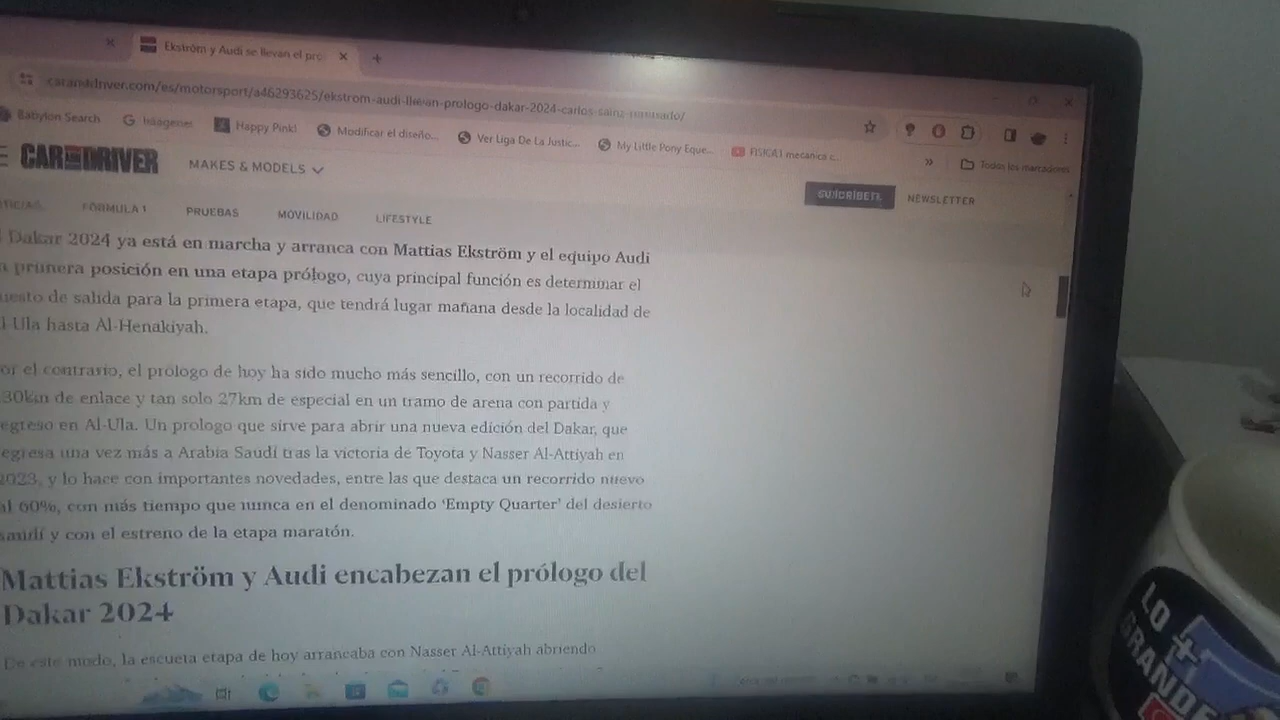 Ekström y Audi se llevan el pro
caranddriver.com/es/motorsport/a46293625/ekstrom-audi-llevan-prologo-dakar-2024-carlos-sainz-
Babylon Search
Imágenes
Happy Pink!
Modificar el diseño...
Ver Liga De La Justic...
My Little Pony Eque...
FISICA I mecanica c...
»
Todos los marcadores
CAR AND DRIVER
MAKES & MODELS
SUSCRÍBETE
NEWSLETTER
FÓRMULA 1
PRUEBAS
MOVILIDAD
LIFESTYLE
Dakar 2024 ya está en marcha y arranca con Mattias Ekström y el equipo Audi
primera posición en una etapa prólogo, cuya principal función es determinar el
uesto de salida para la primera etapa, que tendrá lugar mañana desde la localidad de
l-Ula hasta Al-Henakiyah.
or el contrario, el prólogo de hoy ha sido mucho más sencillo, con un recorrido de
30km de enlace y tan solo 27km de especial en un tramo de arena con partida y
egreso en Al-Ula. Un prologo que sirve para abrir una nueva edición del Dakar, que
egresa una vez más a Arabia Saudí tras la victoria de Toyota y Nasser Al-Attiyah en
2023, y lo hace con importantes novedades, entre las que destaca un recorrido nuevo
al 60%, con más tiempo que nunca en el denominado ‘Empty Quarter’ del desierto
saudí y con el estreno de la etapa maratón.
Mattias Ekström y Audi encabezan el prólogo del
Dakar 2024
De este modo, la escueta etapa de hoy arrancaba con Nasser Al-Attiyah abriendo
LO +
GRANDE